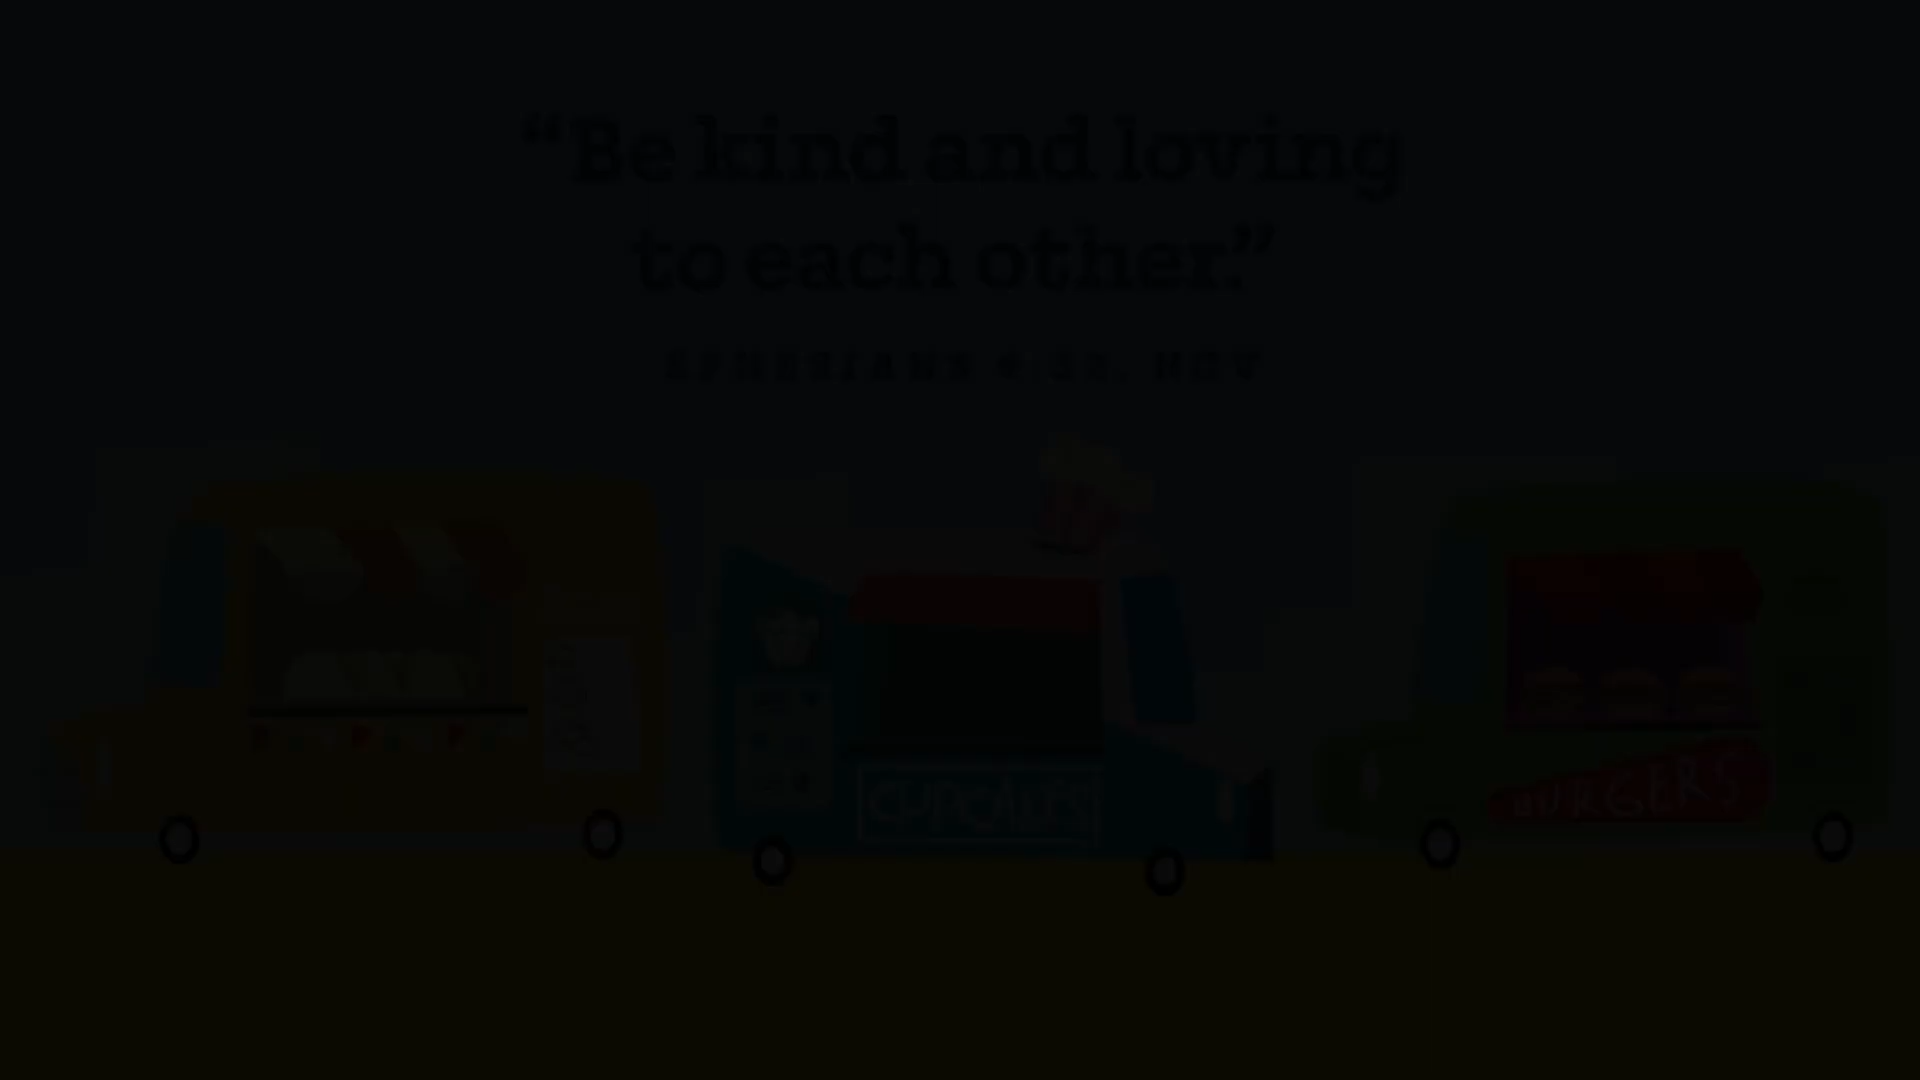 “Be kind and loving
to each other.”
EPHESIANS 4:32, NCV
CUPCAKES
BURGERS